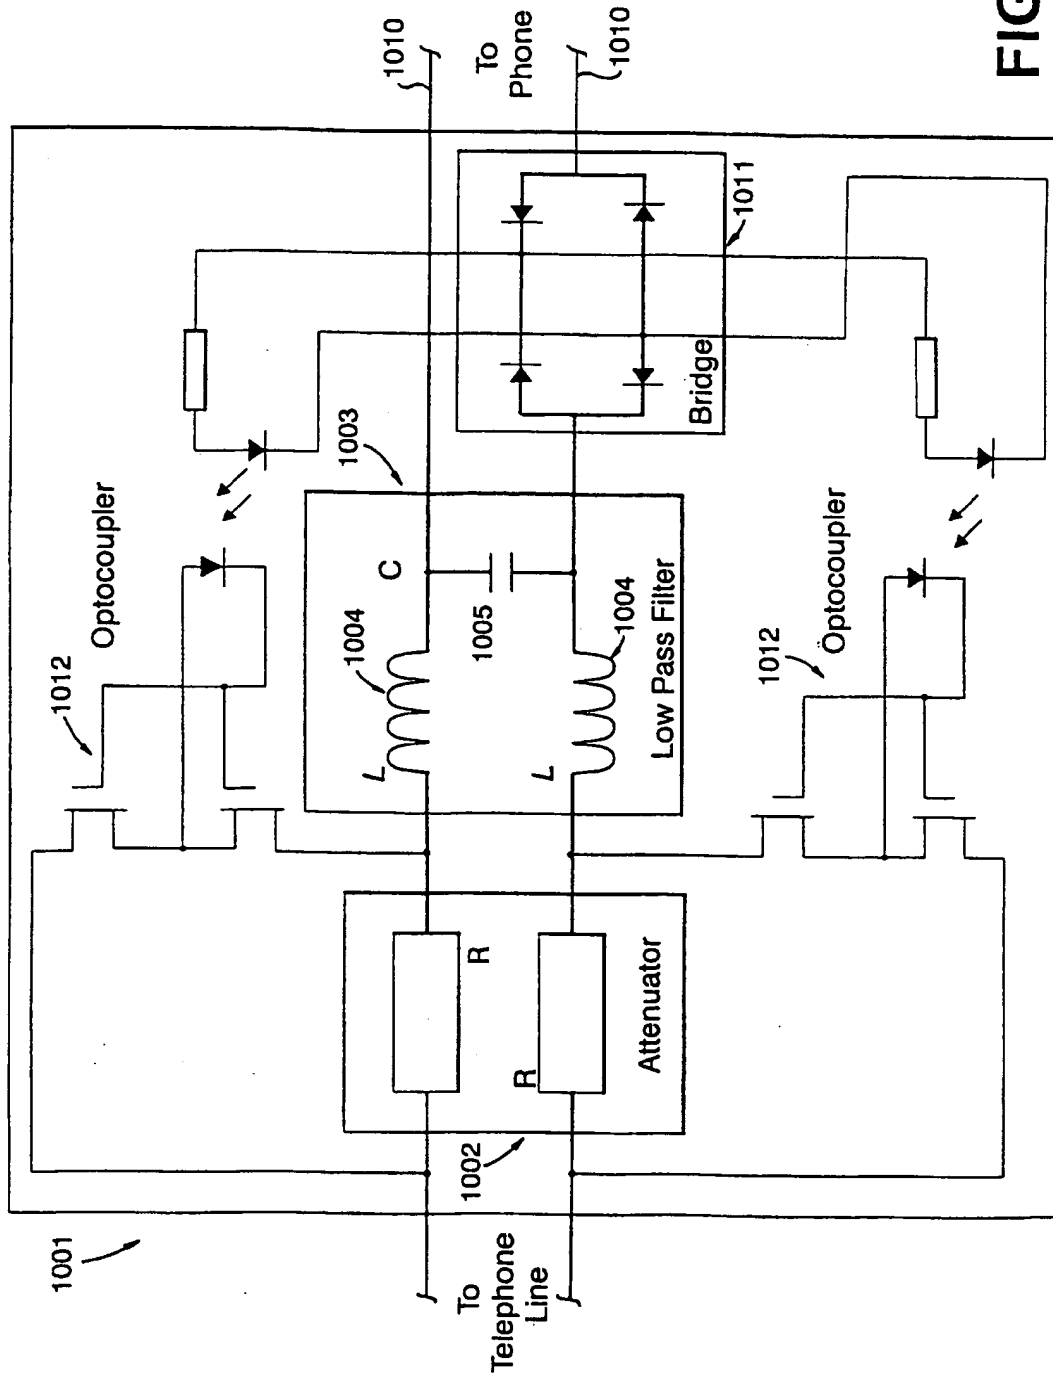 1001
1012
Optocoupler
1003
1010
To
Phone
1010
1004
C
L
1005
1004
L
Low Pass Filter
Bridge
1011
To
Telephone
Line
1002
R
R
Attenuator
1012
Optocoupler
FIG